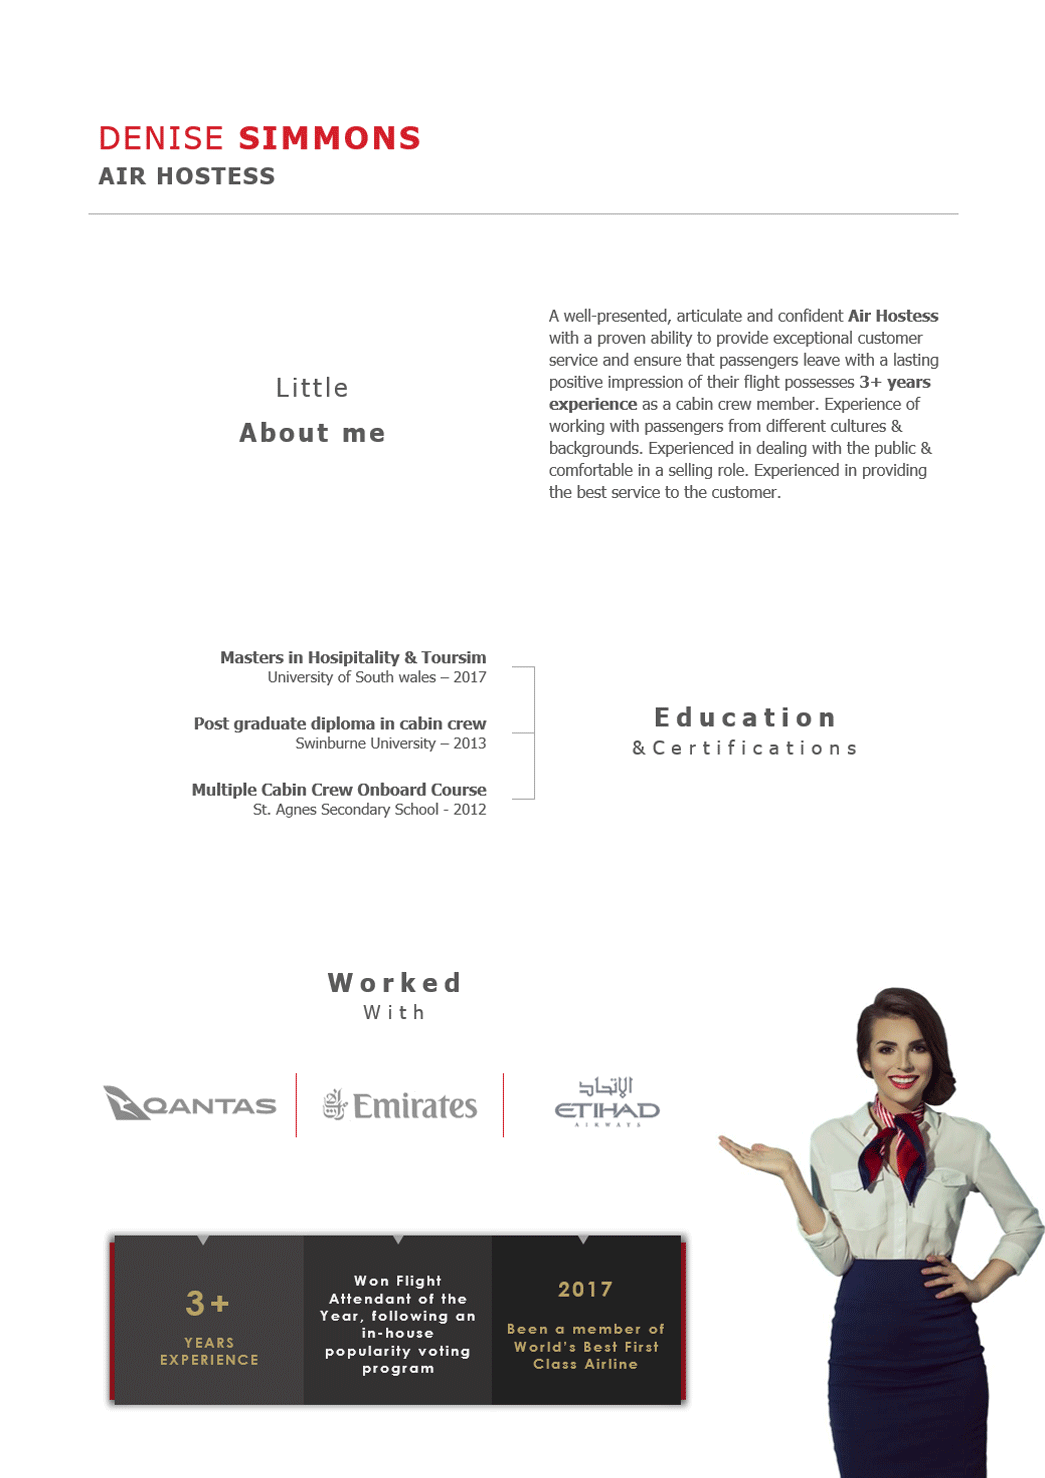 DENISE SIMMONS
AIR HOSTESS
Little
About me
A well-presented, articulate and confident Air Hostess
with a proven ability to provide exceptional customer
service and ensure that passengers leave with a lasting
positive impression of their flight possesses 3+ years
experience as a cabin crew member. Experience of
working with passengers from different cultures &
backgrounds. Experienced in dealing with the public &
comfortable in a selling role. Experienced in providing
the best service to the customer.
Masters in Hosipitality & Toursim
University of South wales – 2017
Post graduate diploma in cabin crew
Swinburne University – 2013
Multiple Cabin Crew Onboard Course
St. Agnes Secondary School - 2012
Education
&Certifications
Worked
With
QANTAS
Emirates
الإتحاد
ETIHAD
AIRWAYS
3+
YEARS
EXPERIENCE
Won Flight
Attendant of the
Year, following an
in-house
popularity voting
program
2017
Been a member of
World's Best First
Class Airline